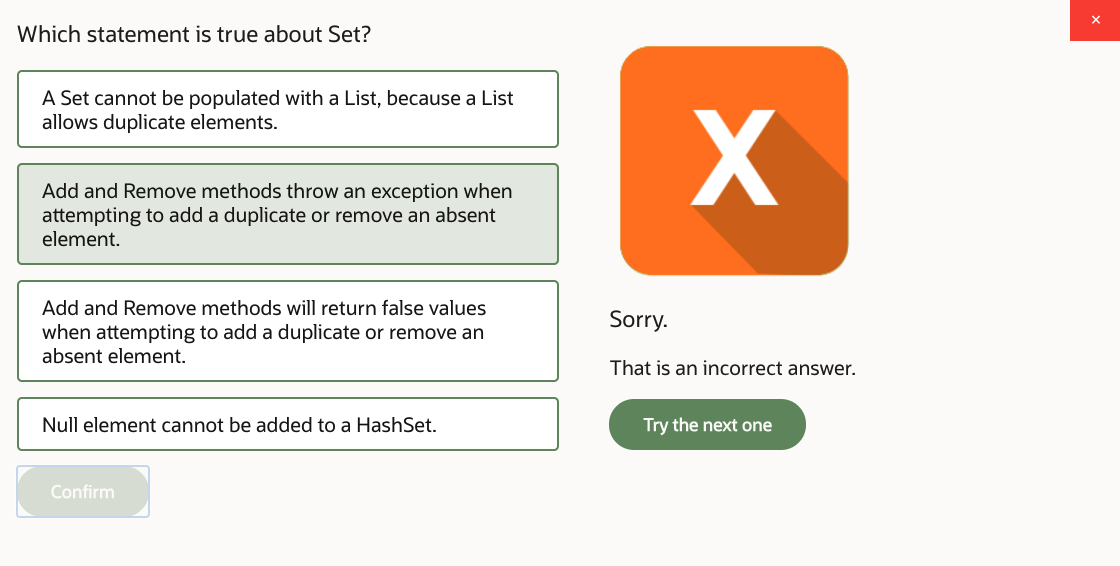 Which statement is true about Set?
×
A Set cannot be populated with a List, because a List
allows duplicate elements.
Add and Remove methods throw an exception when
attempting to add a duplicate or remove an absent
element.
Add and Remove methods will return false values
when attempting to add a duplicate or remove an
absent element.
Null element cannot be added to a HashSet.
Confirm
X
Sorry.
That is an incorrect answer.
Try the next one